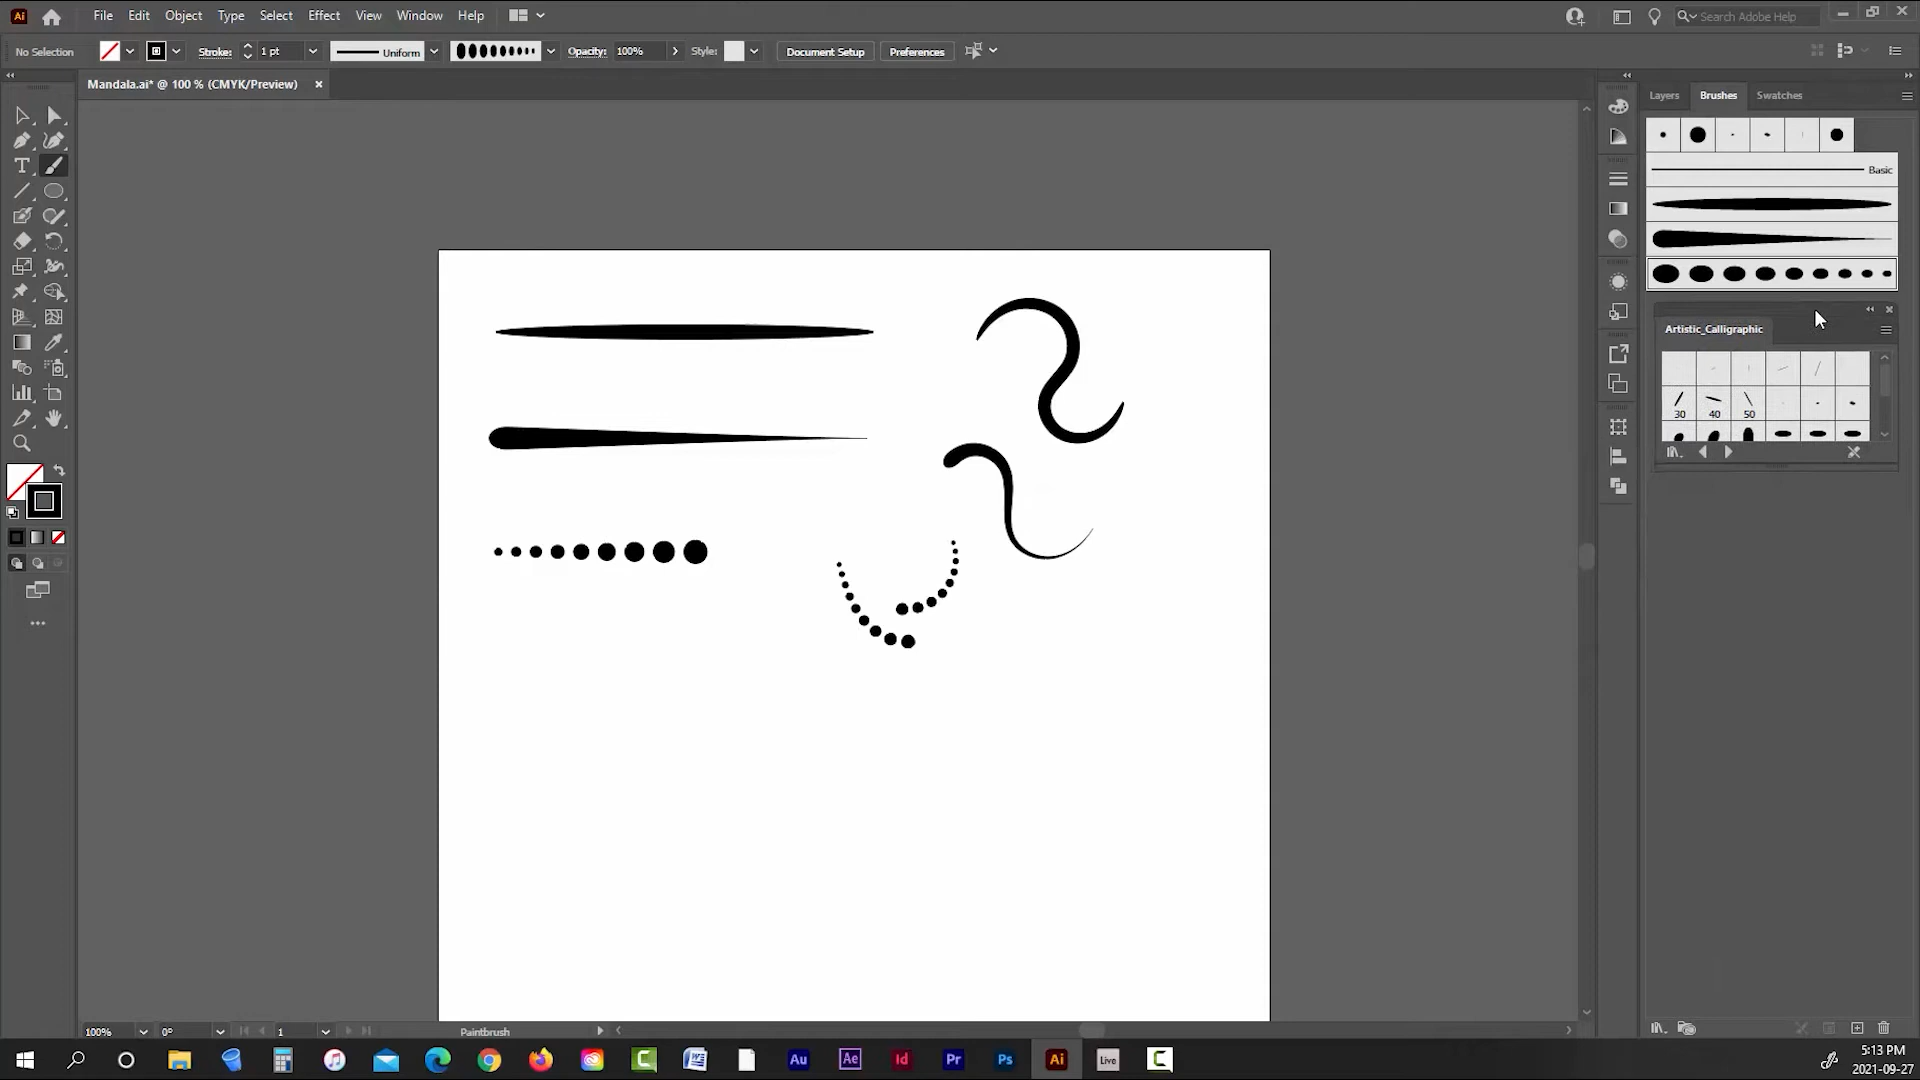 Ai File Edit Object Type Select Effect View Window Help Search Adobe Help
No Selection Stroke: 1 pt Uniform Opacity: 100% Style: Document Setup Preferences
Mandala.ai* @ 100 % (CMYK/Preview)
Layers Brushes Swatches
Basic
Artistic_Calligraphic
30 40 50
100% 0° 1 Paintbrush
Au Ae Id Pr Ps Ai Live
5:13 PM
2021-09-27